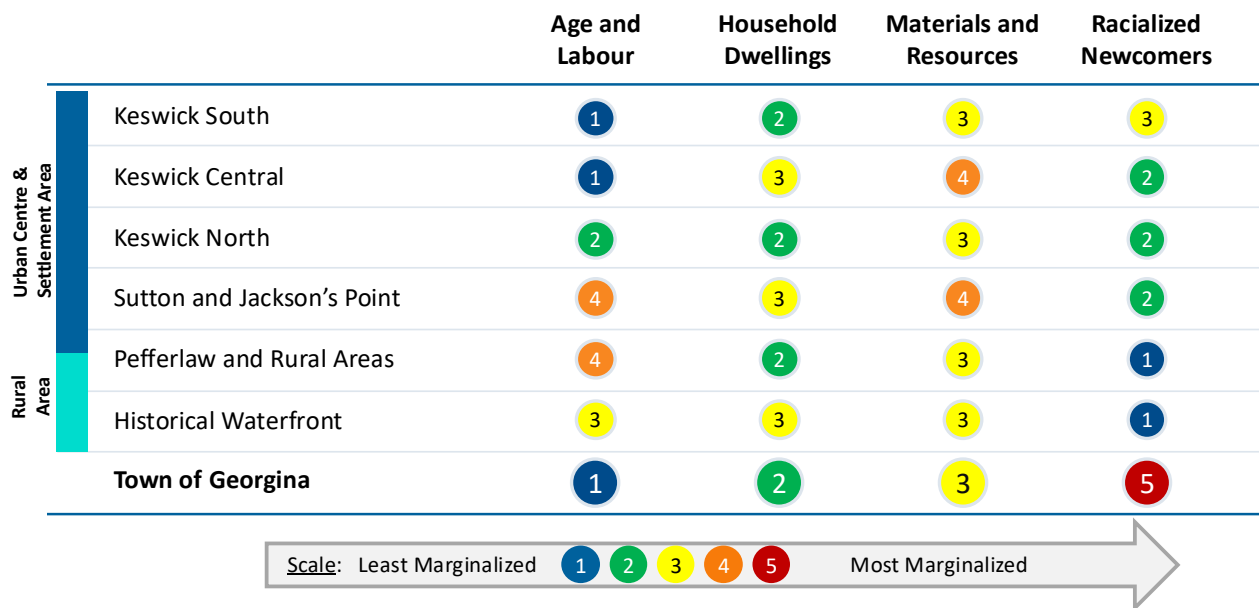 Age and Labour Household Dwellings Materials and Resources Racialized Newcomers
Urban Centre & Settlement Area
Keswick South 1 2 3 3
Keswick Central 1 3 4 2
Keswick North 2 2 3 2
Sutton and Jackson’s Point 4 3 4 2
Rural Area
Pefferlaw and Rural Areas 4 2 3 1
Historical Waterfront 3 3 3 1
Town of Georgina 1 2 3 5
Scale: Least Marginalized 1 2 3 4 5 Most Marginalized